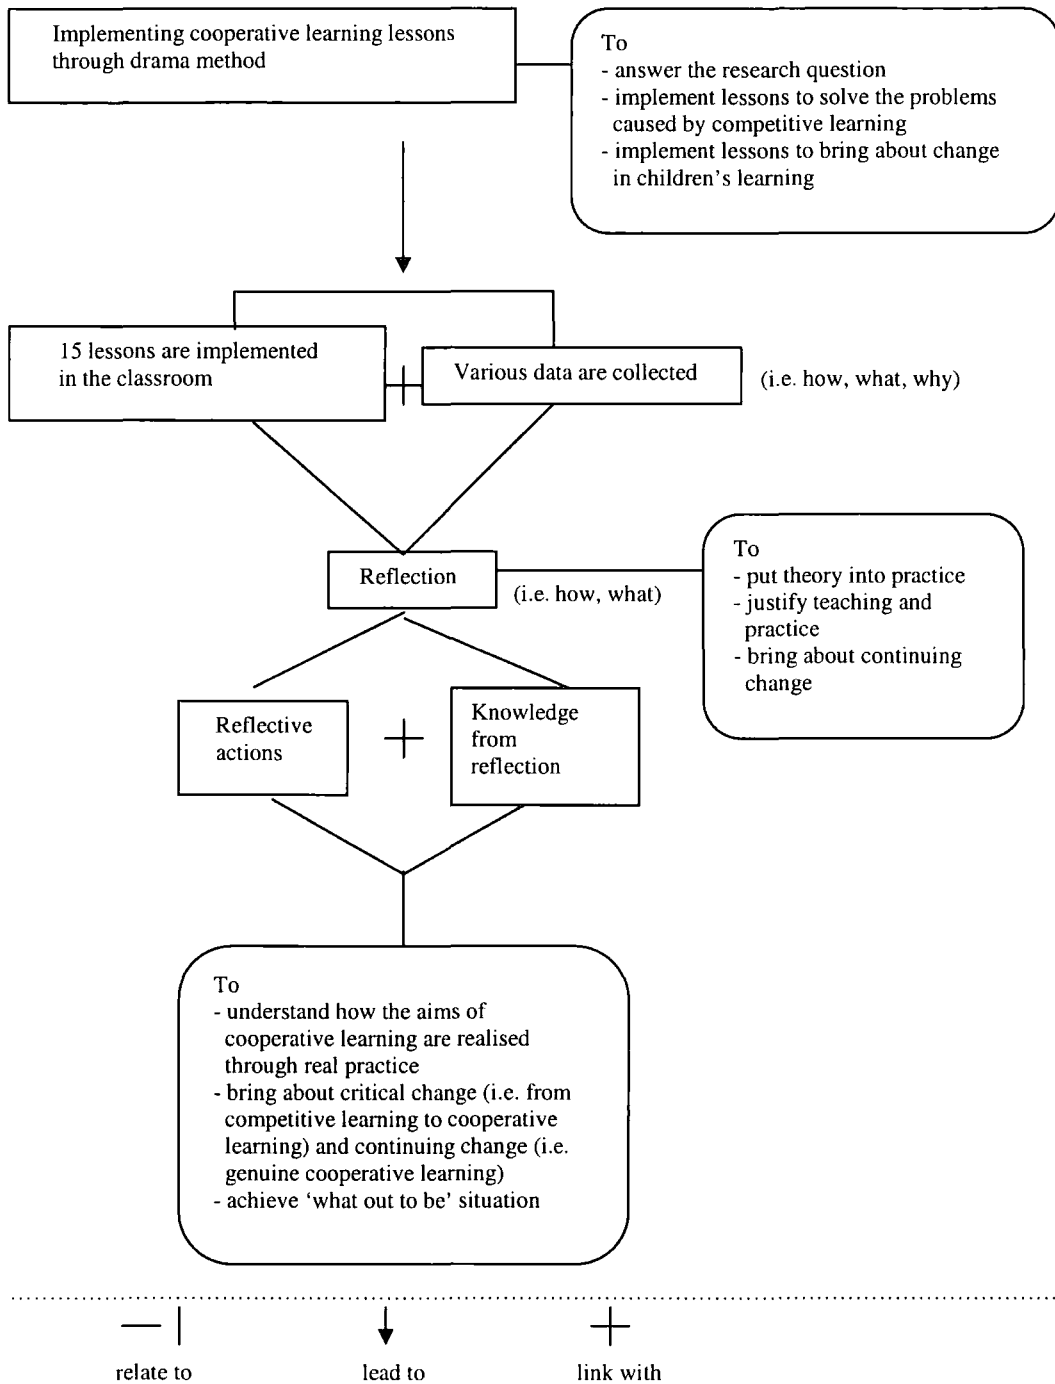 Implementing cooperative learning lessons
through drama method
To
- answer the research question
- implement lessons to solve the problems
caused by competitive learning
- implement lessons to bring about change
in children's learning
15 lessons are implemented
in the classroom
Various data are collected
(i.e. how, what, why)
Reflection
(i.e. how, what)
To
- put theory into practice
- justify teaching and
practice
- bring about continuing
change
Reflective
actions
Knowledge
from
reflection
To
- understand how the aims of
cooperative learning are realised
through real practice
- bring about critical change (i.e. from
competitive learning to cooperative
learning) and continuing change (i.e.
genuine cooperative learning)
- achieve 'what out to be' situation
relate to
lead to
link with